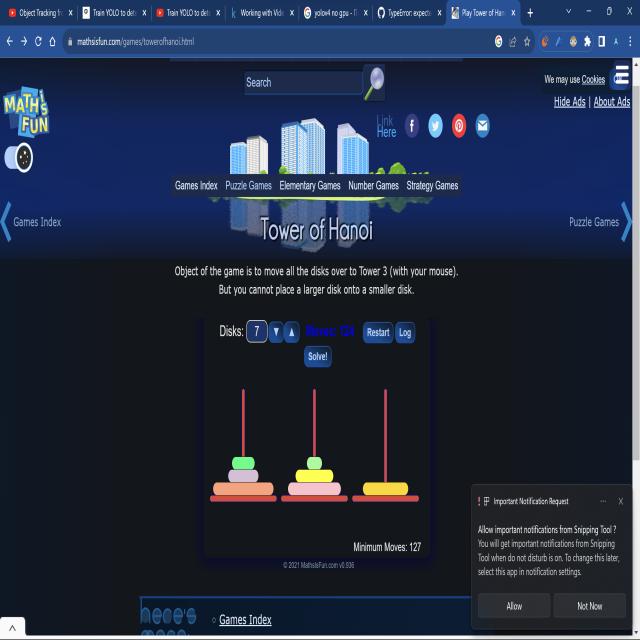 Object Tracking fr
Train YOLO to dete
Train YOLO to dete
Working with Vide
yolov4 no gpu - П
TypeError: expecte
Play Tower of Han
mathsisfun.com/games/towerofhanoi.html
Search
We may use Cookies
Hide Ads | About Ads
MATH's FUN
Link Here
Games Index Puzzle Games Elementary Games Number Games Strategy Games
Games Index
Puzzle Games
Tower of Hanoi
Object of the game is to move all the disks over to Tower 3 (with your mouse).
But you cannot place a larger disk onto a smaller disk.
Disks: 7 Moves: 124 Restart Log
Solve!
Minimum Moves: 127
© 2021 MathsIsFun.com v0.936
Important Notification Request
Allow important notifications from Snipping Tool ?
You will get important notifications from Snipping
Tool when do not disturb is on. To change this later,
select this app in notification settings.
Allow Not Now
Games Index